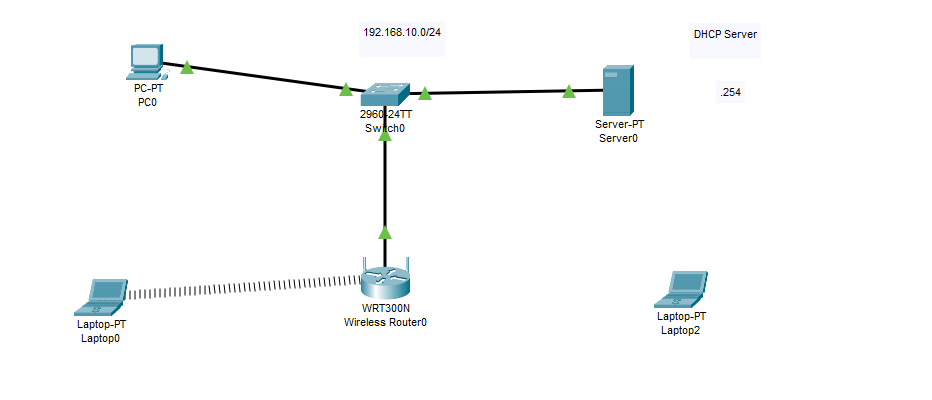 192.168.10.0/24
DHCP Server
PC-PT
PC0
.254
2960-24TT
Switch0
Server-PT
Server0
WRT300N
Wireless Router0
Laptop-PT
Laptop0
Laptop-PT
Laptop2